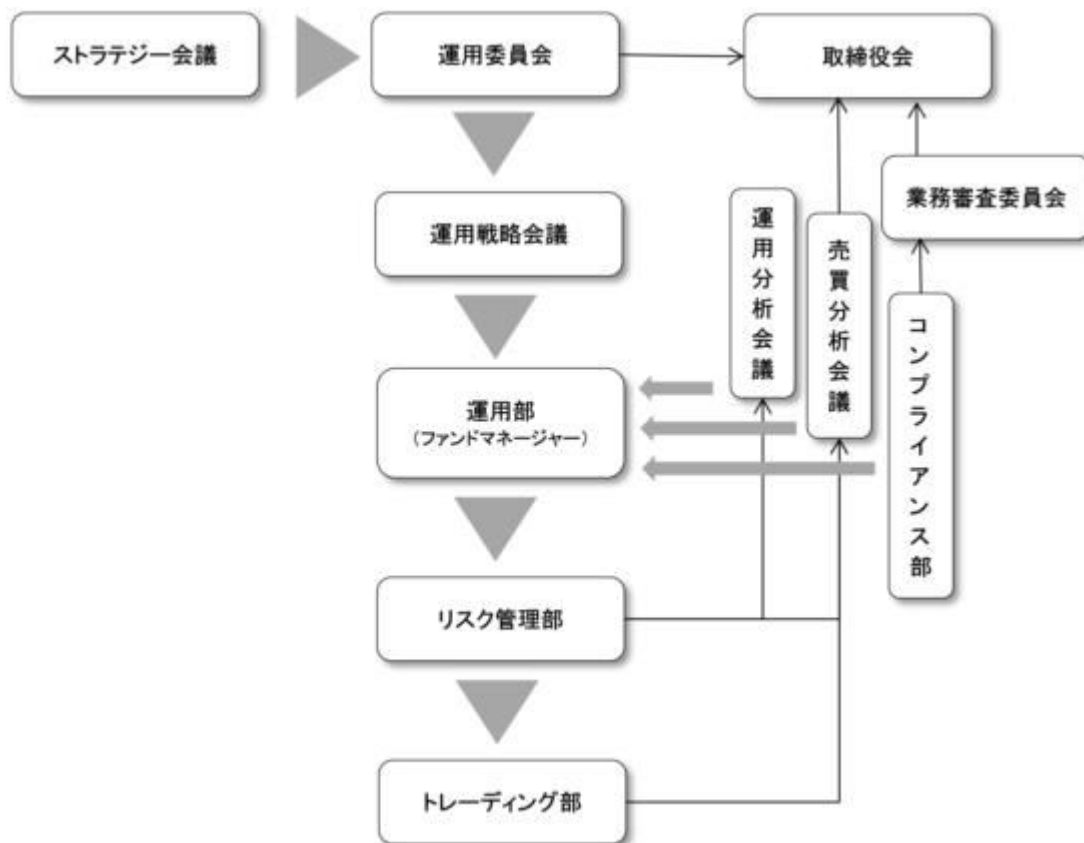 ストラテジー会議
運用委員会
取締役会
業務審査委員会
運用戦略会議
運用分析会議
売買分析会議
コンプライアンス部
運用部
(ファンドマネージャー)
リスク管理部
トレーディング部